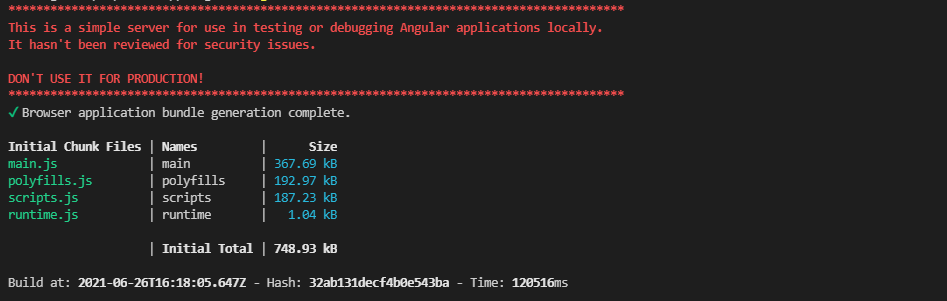 ****************************************************************************************
This is a simple server for use in testing or debugging Angular applications locally.
It hasn't been reviewed for security issues.
DON'T USE IT FOR PRODUCTION!
****************************************************************************************
✓ Browser application bundle generation complete.
Initial Chunk Files | Names | Size
main.js | main | 367.69 kB
polyfills.js | polyfills | 192.97 kB
scripts.js | scripts | 187.23 kB
runtime.js | runtime | 1.04 kB
| Initial Total | 748.93 kB
Build at: 2021-06-26T16:18:05.647Z - Hash: 32ab131decf4b0e543ba - Time: 120516ms